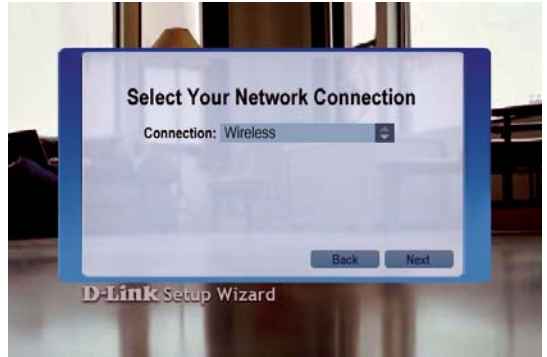 Select Your Network Connection
Connection: Wireless
Back Next
D-Link Setup Wizard